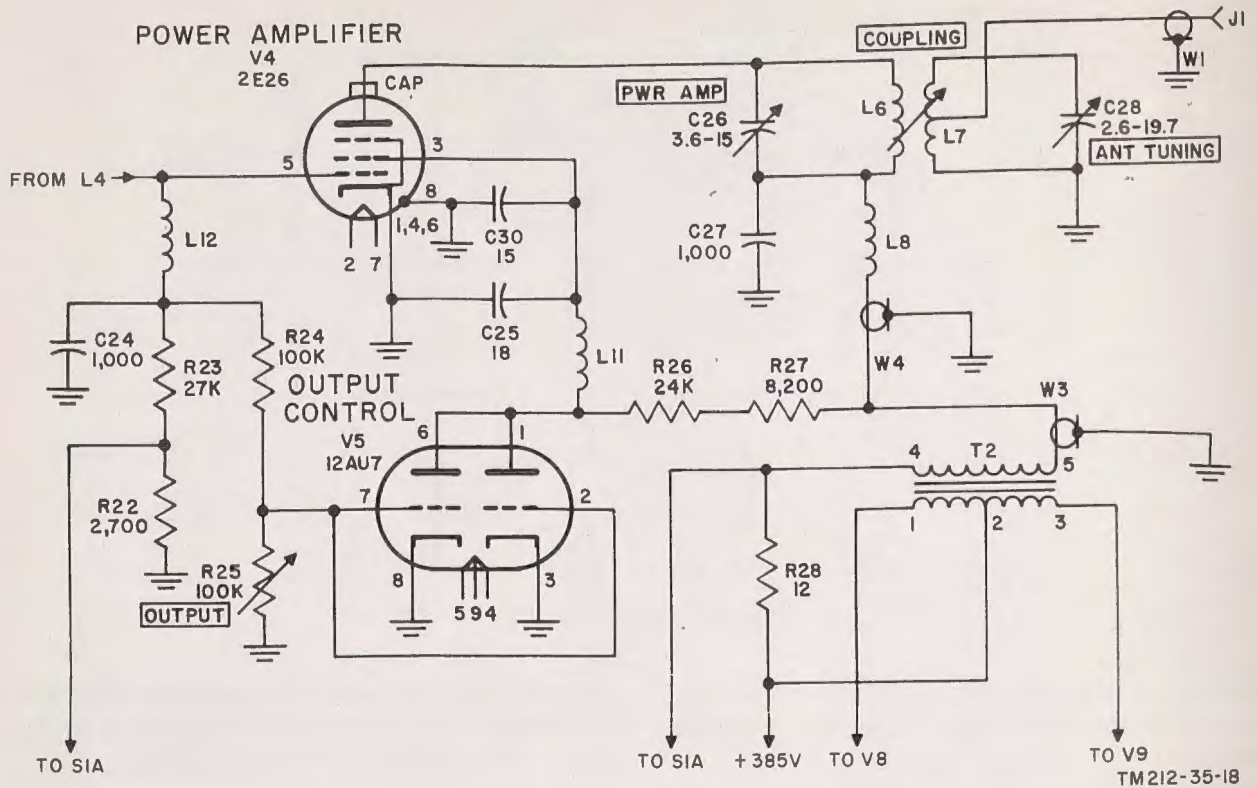 POWER AMPLIFIER
V4
2E26
CAP
5
3
8
1,4,6
2 7
FROM L4
L12
C30
15
C25
18
L11
C24
1,000
R23
27K
R24
100K
R22
2,700
R25
100K
OUTPUT
OUTPUT
CONTROL
V5
12AU7
6
1
7
2
8
5 9 4
3
R26
24K
R27
8,200
PWR AMP
C26
3.6-15
C27
1,000
COUPLING
L6
L7
C28
2.6-19.7
ANT TUNING
J1
W1
L8
W4
W3
4
T2
5
1
2
3
R28
12
TO S1A
TO S1A
+385V
TO V8
TO V9
TM212-35-18